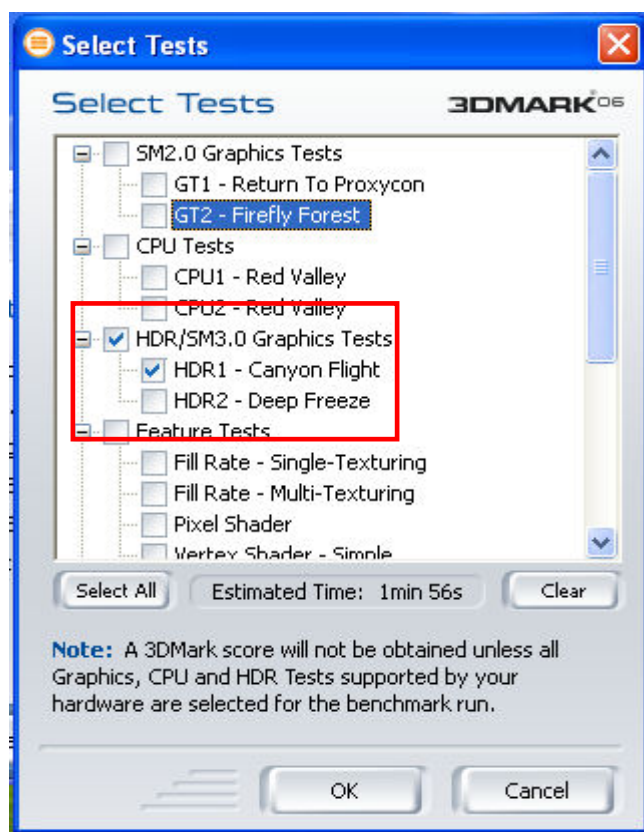 Select Tests
Select Tests 3DMARK®06
SM2.0 Graphics Tests
GT1 - Return To Proxycon
GT2 - Firefly Forest
CPU Tests
CPU1 - Red Valley
CPU2 - Red Valley
HDR/SM3.0 Graphics Tests
HDR1 - Canyon Flight
HDR2 - Deep Freeze
Feature Tests
Fill Rate - Single-Texturing
Fill Rate - Multi-Texturing
Pixel Shader
Vertex Shader - Simple
Select All Estimated Time: 1min 56s Clear
Note: A 3DMark score will not be obtained unless all
Graphics, CPU and HDR Tests supported by your
hardware are selected for the benchmark run.
OK Cancel